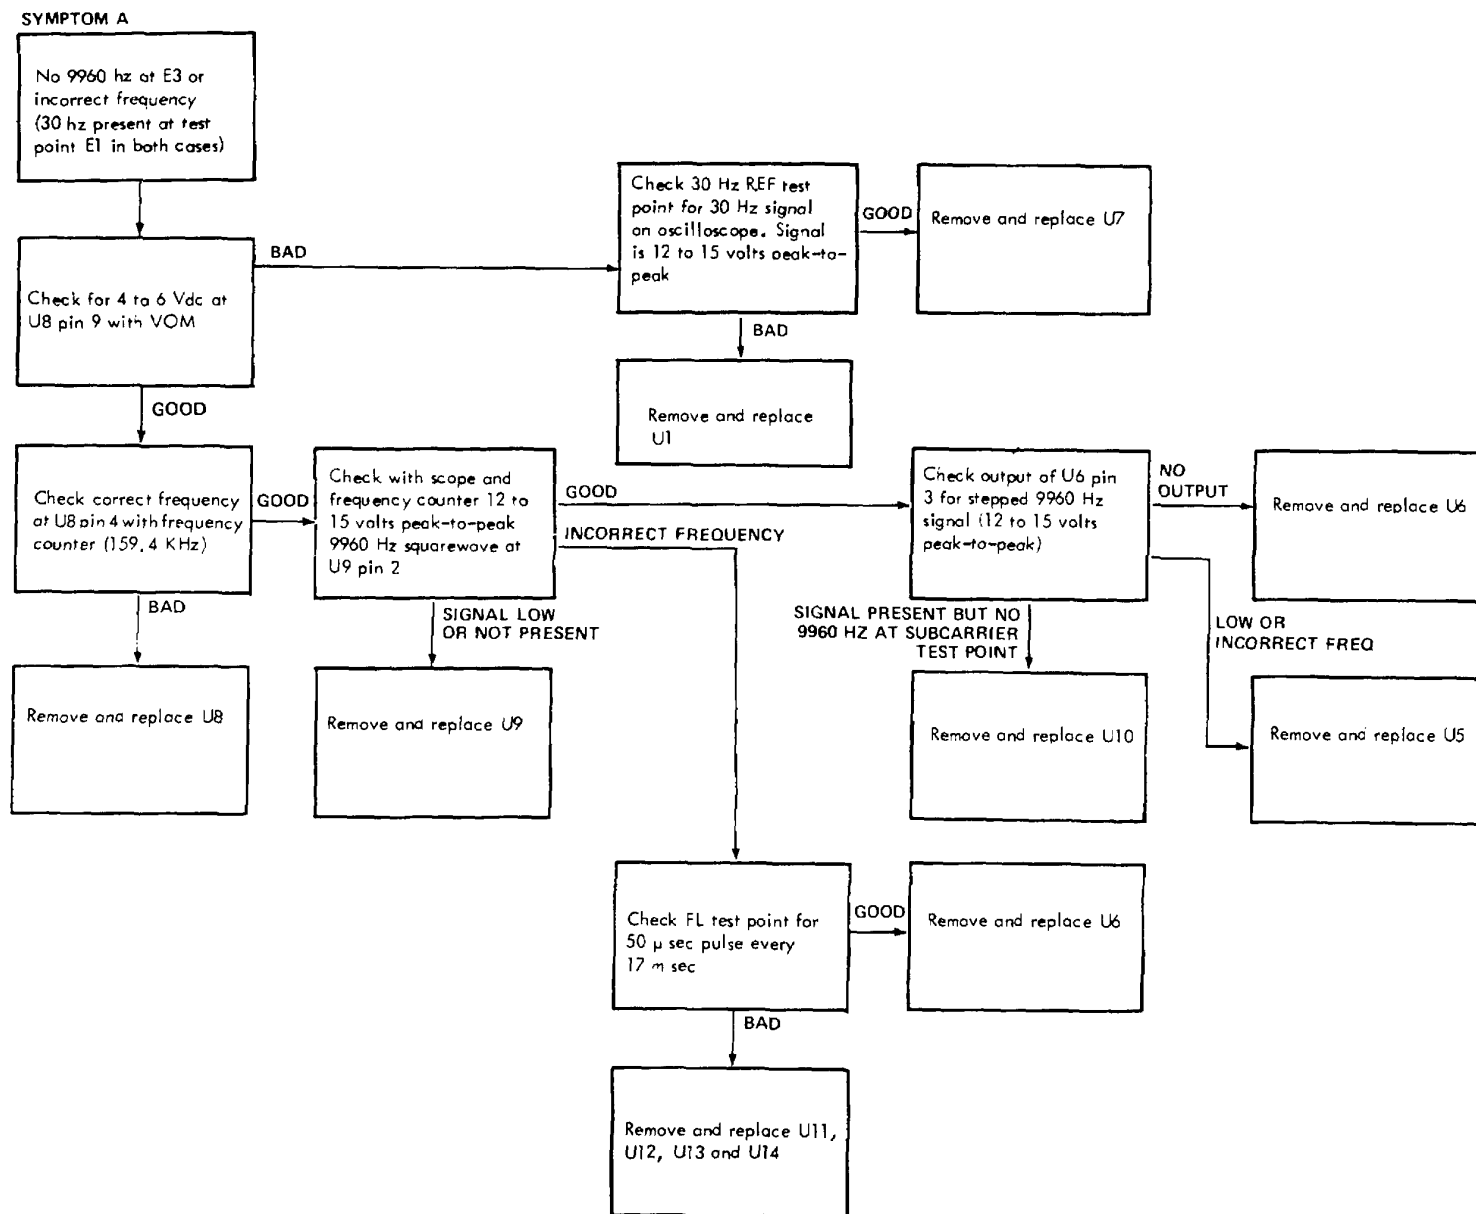 SYMPTOM A
No 9960 hz at E3 or
incorrect frequency
(30 hz present at test
point E1 in both cases)
Check for 4 to 6 Vdc at
U8 pin 9 with VOM
BAD
Check 30 Hz REF test
point for 30 Hz signal
on oscilloscope. Signal
is 12 to 15 volts peak-to-
peak
GOOD
Remove and replace U7
BAD
Remove and replace
U1
GOOD
Check correct frequency
at U8 pin 4 with frequency
counter (159.4 KHz)
GOOD
Check with scope and
frequency counter 12 to
15 volts peak-to-peak
9960 Hz squarewave at
U9 pin 2
GOOD
INCORRECT FREQUENCY
Check output of U6 pin
3 for stepped 9960 Hz
signal (12 to 15 volts
peak-to-peak)
NO
OUTPUT
Remove and replace U6
BAD
Remove and replace U8
SIGNAL LOW
OR NOT PRESENT
Remove and replace U9
SIGNAL PRESENT BUT NO
9960 HZ AT SUBCARRIER
TEST POINT
Remove and replace U10
LOW OR
INCORRECT FREQ
Remove and replace U5
Check FL test point for
50 μ sec pulse every
17 m sec
GOOD
Remove and replace U6
BAD
Remove and replace U11,
U12, U13 and U14